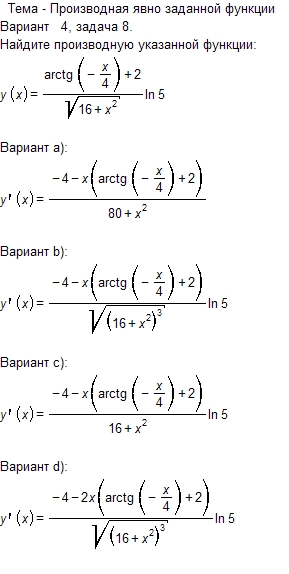 Тема - Производная явно заданной функции
Вариант 4, задача 8.
Найдите производную указанной функции:
y (x) = (arctg(−x/4) + 2)/√(16 + x²) ln 5
Вариант a):
y′ (x) = (−4 − x(arctg(−x/4) + 2))/(80 + x²)
Вариант b):
y′ (x) = (−4 − x(arctg(−x/4) + 2))/√((16 + x²)³) ln 5
Вариант c):
y′ (x) = (−4 − x(arctg(−x/4) + 2))/(16 + x²) ln 5
Вариант d):
y′ (x) = (−4 − 2x(arctg(−x/4) + 2))/√((16 + x²)³) ln 5